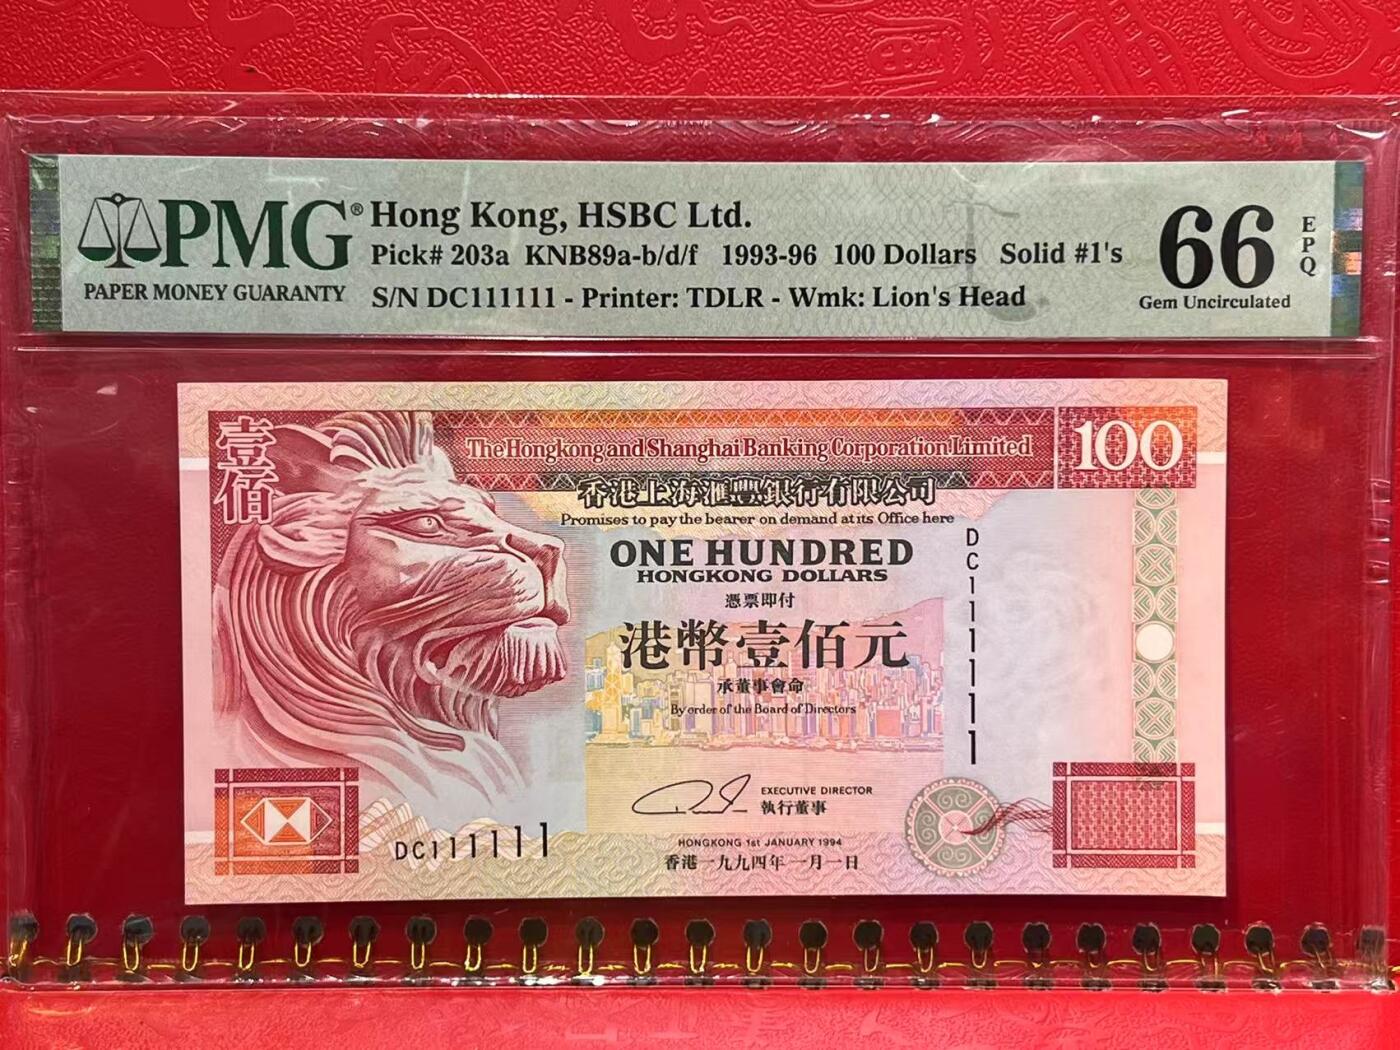 PMG®
PAPER MONEY GUARANTY
Hong Kong, HSBC Ltd.
Pick# 203a KNB89a-b/d/f 1993-96 100 Dollars Solid #1's
S/N DC111111 - Printer: TDLR - Wmk: Lion's Head
66
EPQ
Gem Uncirculated
壹佰
The Hongkong and Shanghai Banking Corporation Limited
100
香港上海滙豐銀行有限公司
Promises to pay the bearer on demand at its Office here
ONE HUNDRED
HONGKONG DOLLARS
憑票即付
港幣壹佰元
承董事會命
By order of the Board of Directors
DC111111
EXECUTIVE DIRECTOR
執行董事
DC111111
HONGKONG 1st JANUARY 1994
香港一九九四年一月一日